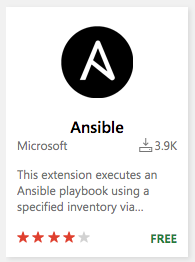 Ansible
Microsoft 3.9K
This extension executes an
Ansible playbook using a
specified inventory via...
FREE